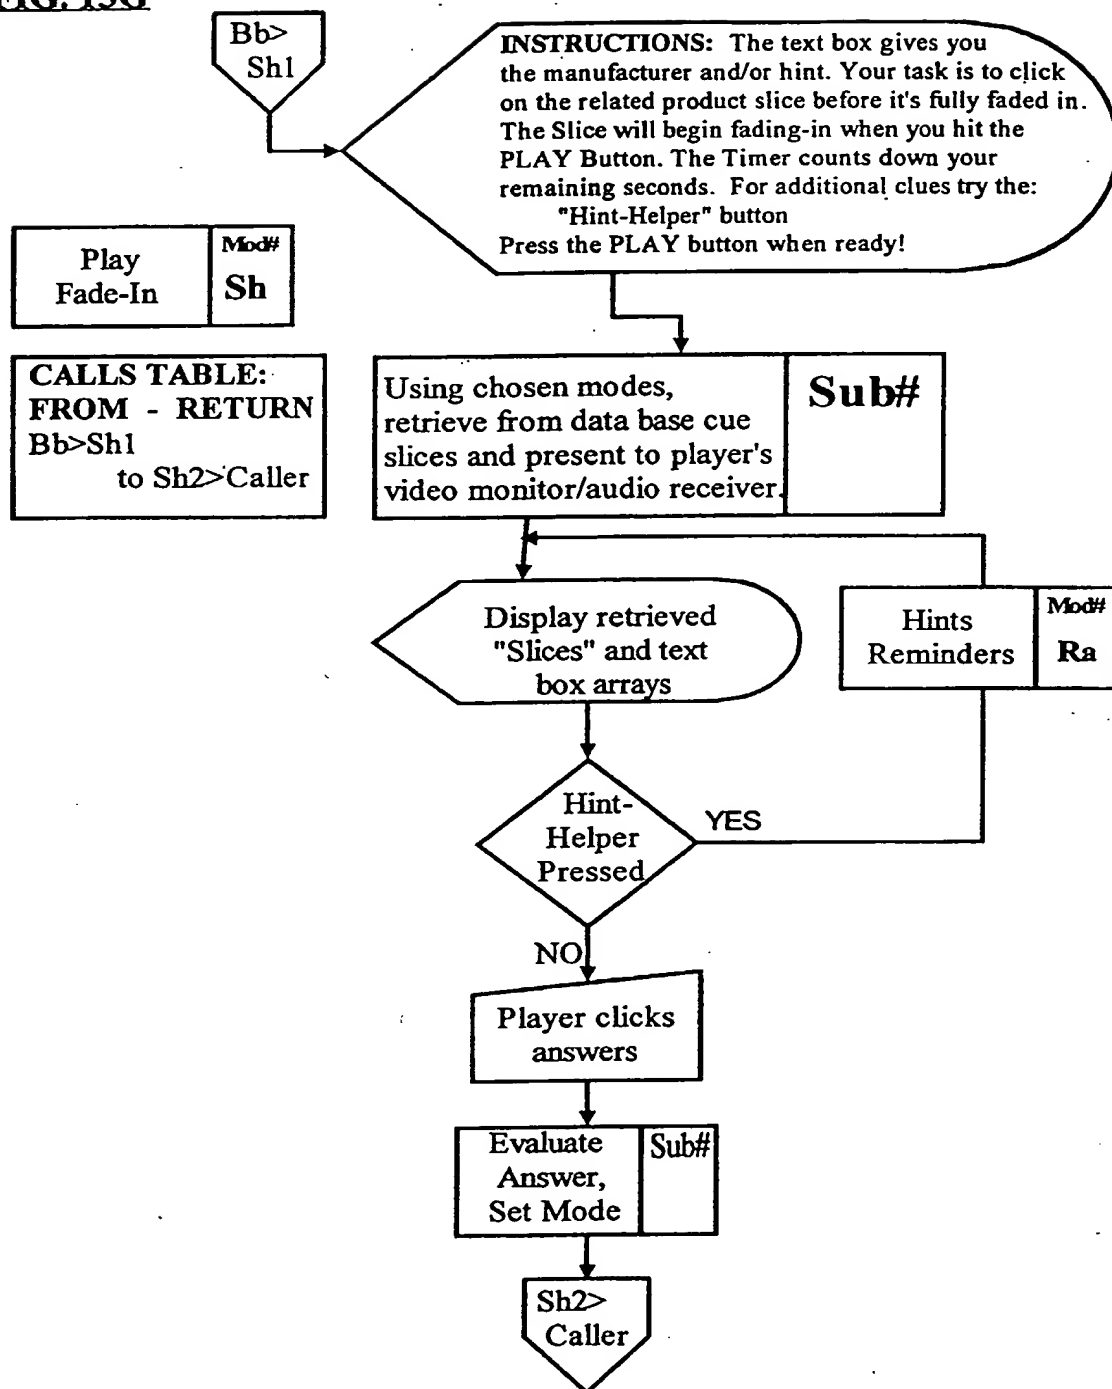 FIG. 13G
Bb>
Sh1
INSTRUCTIONS: The text box gives you
the manufacturer and/or hint. Your task is to click
on the related product slice before it's fully faded in.
The Slice will begin fading-in when you hit the
PLAY Button. The Timer counts down your
remaining seconds. For additional clues try the:
"Hint-Helper" button
Press the PLAY button when ready!
Play
Fade-In
Mod#
Sh
CALLS TABLE:
FROM - RETURN
Bb>Sh1
to Sh2>Caller
Using chosen modes,
retrieve from data base cue
slices and present to player's
video monitor/audio receiver.
Sub#
Display retrieved
"Slices" and text
box arrays
Hints
Reminders
Mod#
Ra
Hint-
Helper
Pressed
YES
NO
Player clicks
answers
Evaluate
Answer,
Set Mode
Sub#
Sh2>
Caller